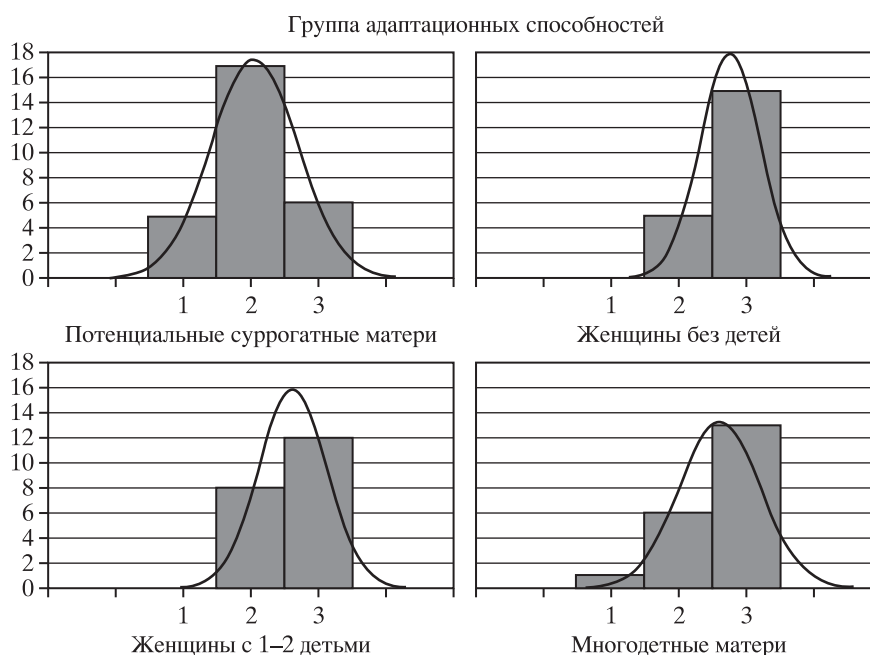 Группа адаптационных способностей
18
16
14
12
10
8
6
4
2
0
1 2 3
1 2 3
Потенциальные суррогатные матери
Женщины без детей
18
16
14
12
10
8
6
4
2
0
1 2 3
1 2 3
Женщины с 1–2 детьми
Многодетные матери